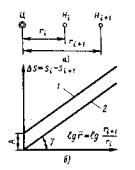 Ц Hᵢ Hᵢ₊₁
rᵢ
rᵢ₊₁
а)
ΔS=Sᵢ-Sᵢ₊₁
1
2
lg r̄ = lg rᵢ₊₁/rᵢ
A
γ
б)